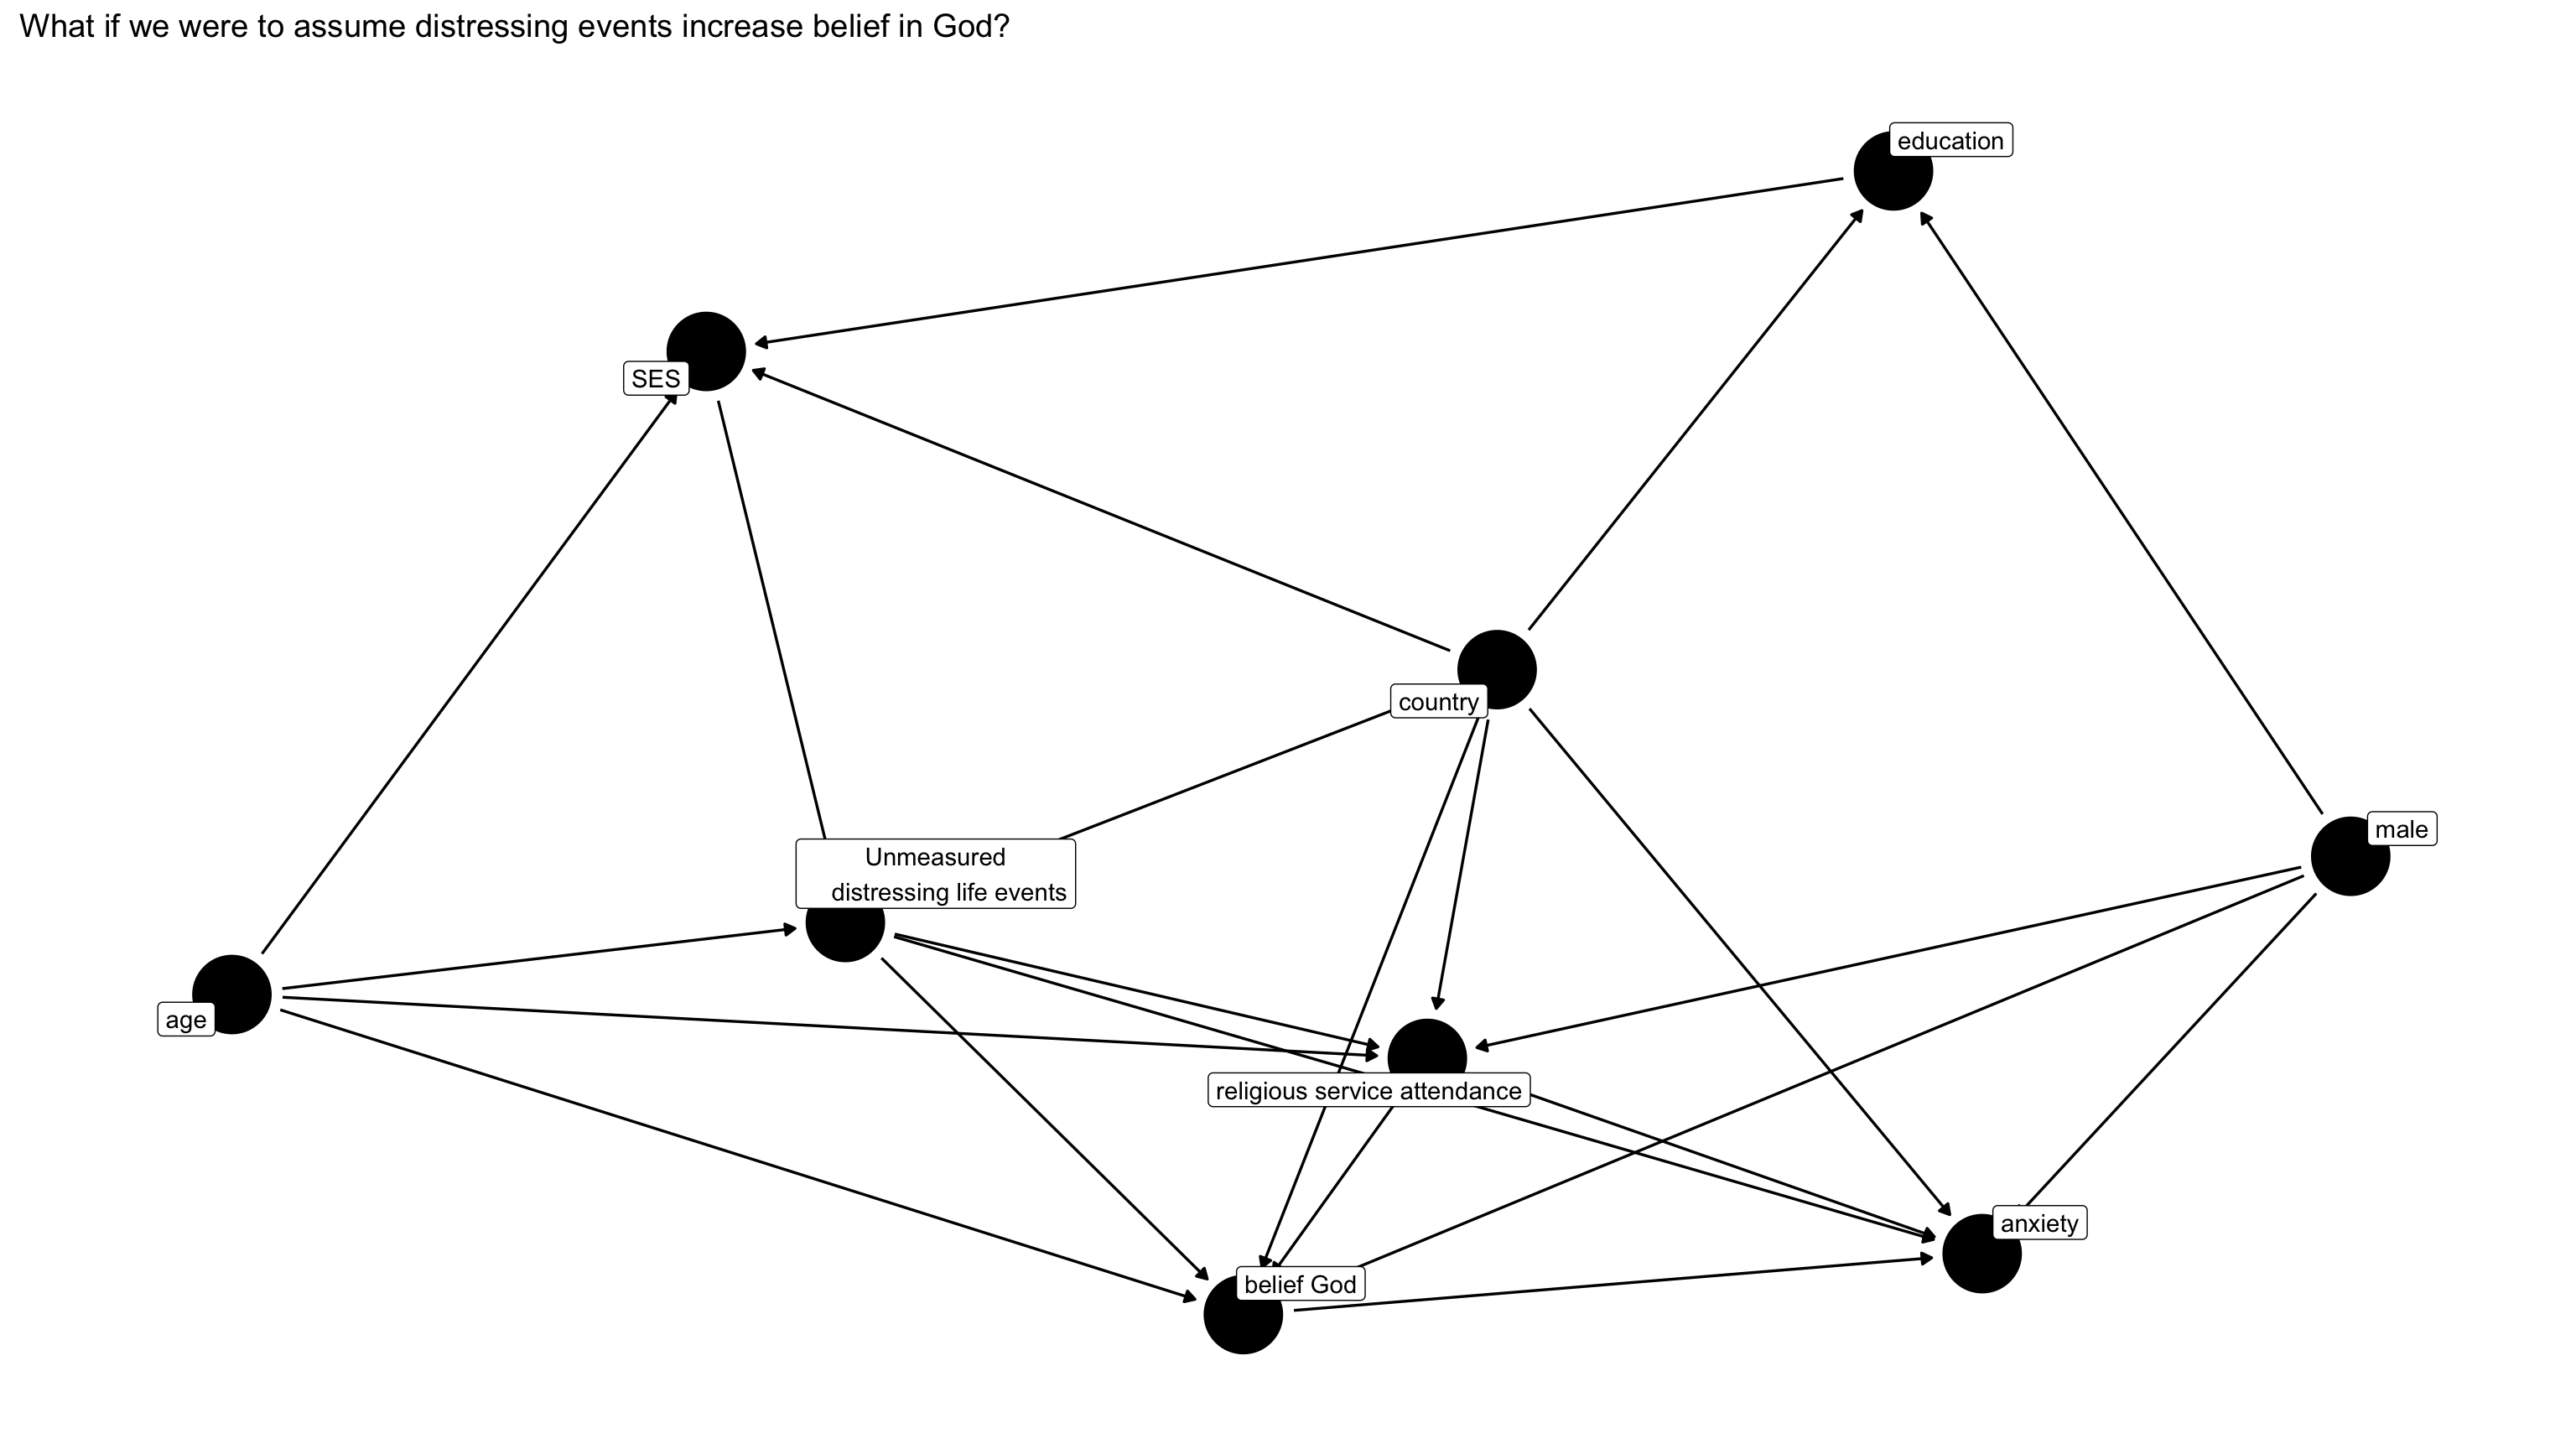 What if we were to assume distressing events increase belief in God?
education
SES
country
male
Unmeasured
distressing life events
age
religious service attendance
anxiety
belief God